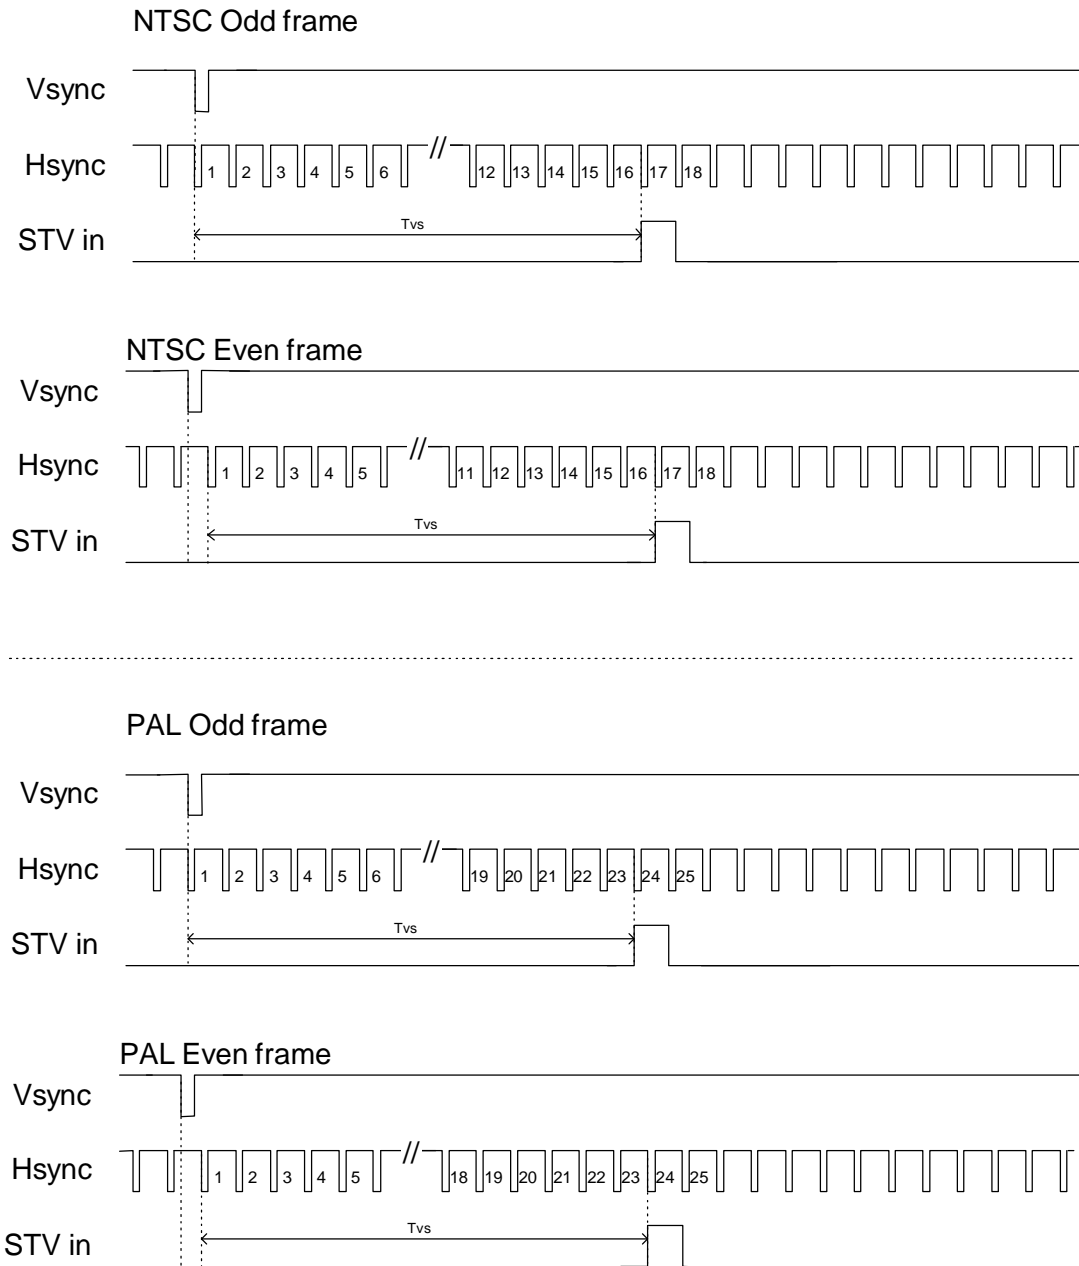 NTSC Odd frame
Vsync
Hsync 1 2 3 4 5 6 // 12 13 14 15 16 17 18
Tvs
STV in
NTSC Even frame
Vsync
Hsync 1 2 3 4 5 // 11 12 13 14 15 16 17 18
Tvs
STV in
PAL Odd frame
Vsync
Hsync 1 2 3 4 5 6 // 19 20 21 22 23 24 25
Tvs
STV in
PAL Even frame
Vsync
Hsync 1 2 3 4 5 // 18 19 20 21 22 23 24 25
Tvs
STV in